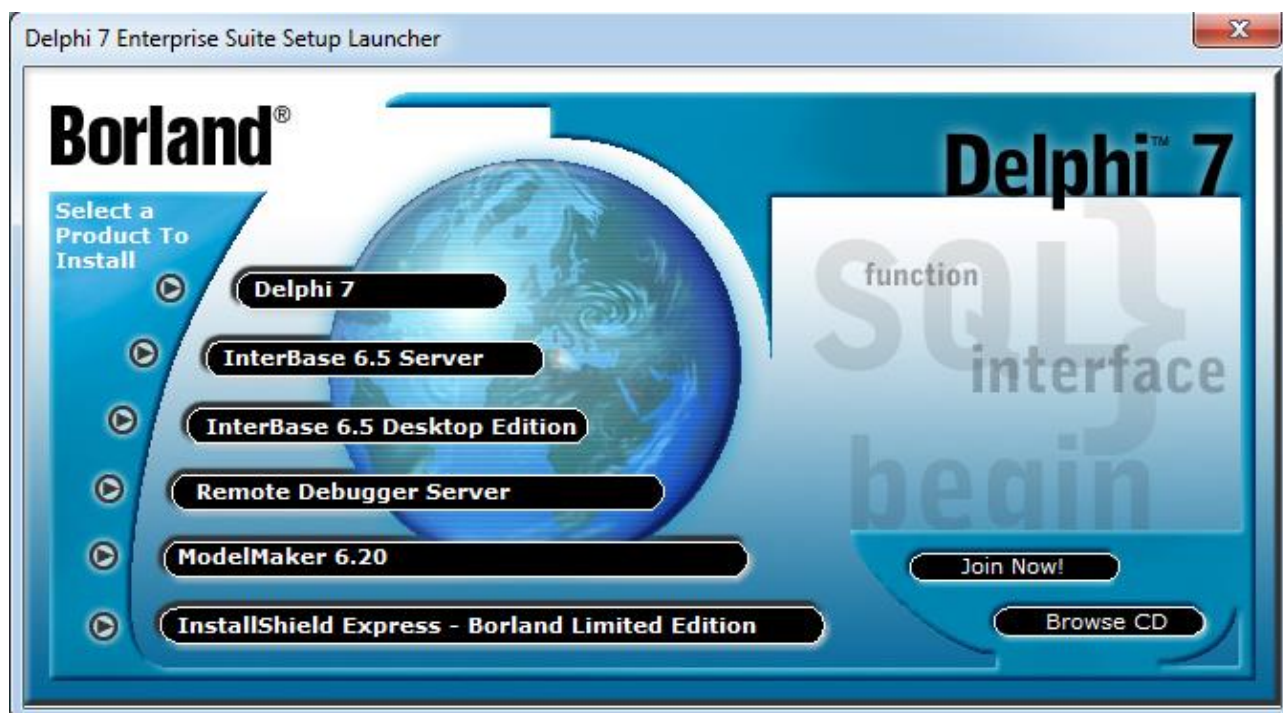 Delphi 7 Enterprise Suite Setup Launcher
Borland®
Delphi™ 7
Select a
Product To
Install
Delphi 7
InterBase 6.5 Server
InterBase 6.5 Desktop Edition
Remote Debugger Server
ModelMaker 6.20
InstallShield Express - Borland Limited Edition
SQL}
function
interface
begin
Join Now!
Browse CD